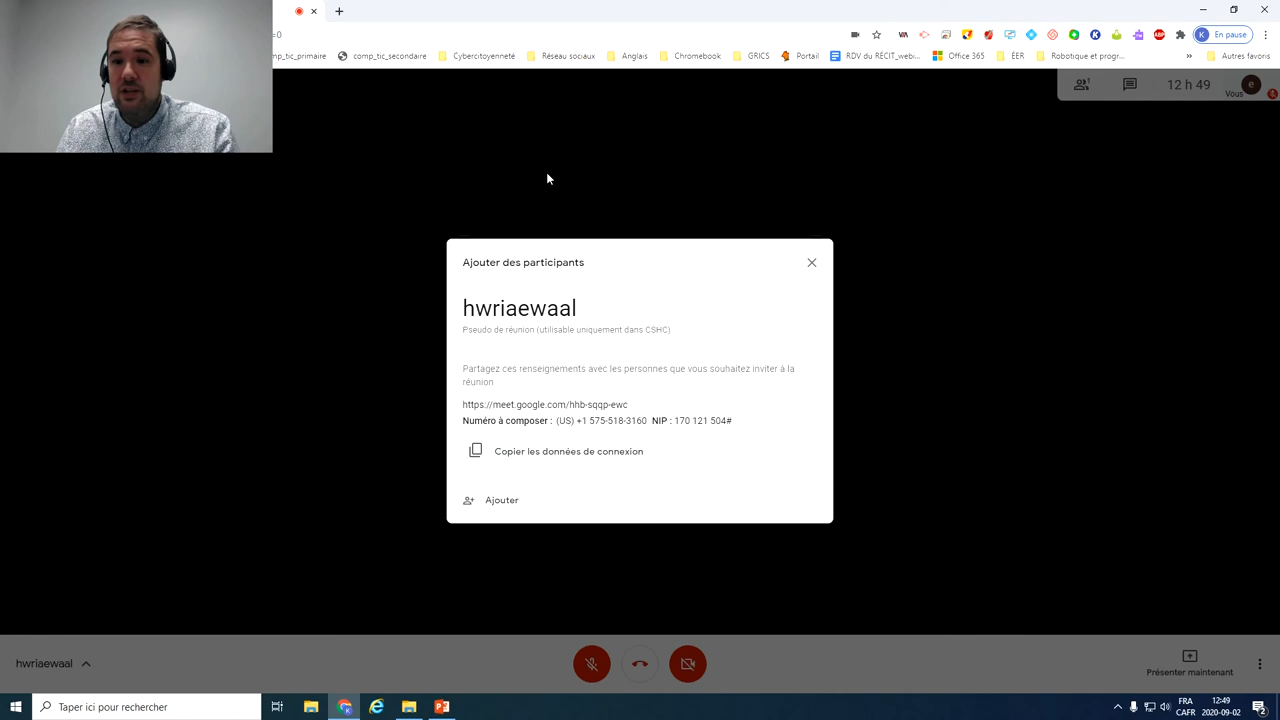 =0
En pause
mp_tic_primaire
comp_tic_secondaire
Cybercitoyenneté
Réseau sociaux
Anglais
Chromebook
GRICS
Portail
RDV du RÉCIT_webi...
Office 365
ÉER
Robotique et progr...
»
Autres favoris
12 h 49
Vous
e
Ajouter des participants
hwriaewaal
Pseudo de réunion (utilisable uniquement dans CSHC)
Partagez ces renseignements avec les personnes que vous souhaitez inviter à la
réunion
https://meet.google.com/hhb-sqqp-ewc
Numéro à composer : (US) +1 575-518-3160 NIP : 170 121 504#
Copier les données de connexion
Ajouter
hwriaewaal
Présenter maintenant
Taper ici pour rechercher
FRA
CAFR
12:49
2020-09-02